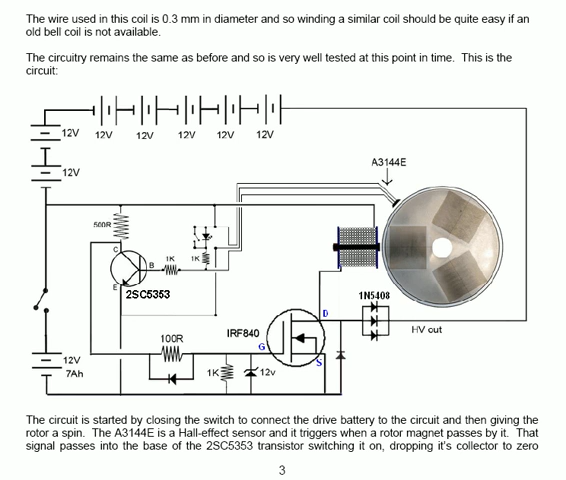 The wire used in this coil is 0.3 mm in diameter and so winding a similar coil should be quite easy if an
old bell coil is not available.
The circuitry remains the same as before and so is very well tested at this point in time. This is the
circuit:
12V 12V 12V 12V 12V 12V
12V
A3144E
500R
C
1K
1K
B
E
2SC5353
1N5408
D
HV out
IRF840
100R
G
S
12V
7Ah
1K
12v
The circuit is started by closing the switch to connect the drive battery to the circuit and then giving the
rotor a spin. The A3144E is a Hall-effect sensor and it triggers when a rotor magnet passes by it. That
signal passes into the base of the 2SC5353 transistor switching it on, dropping it's collector to zero
3